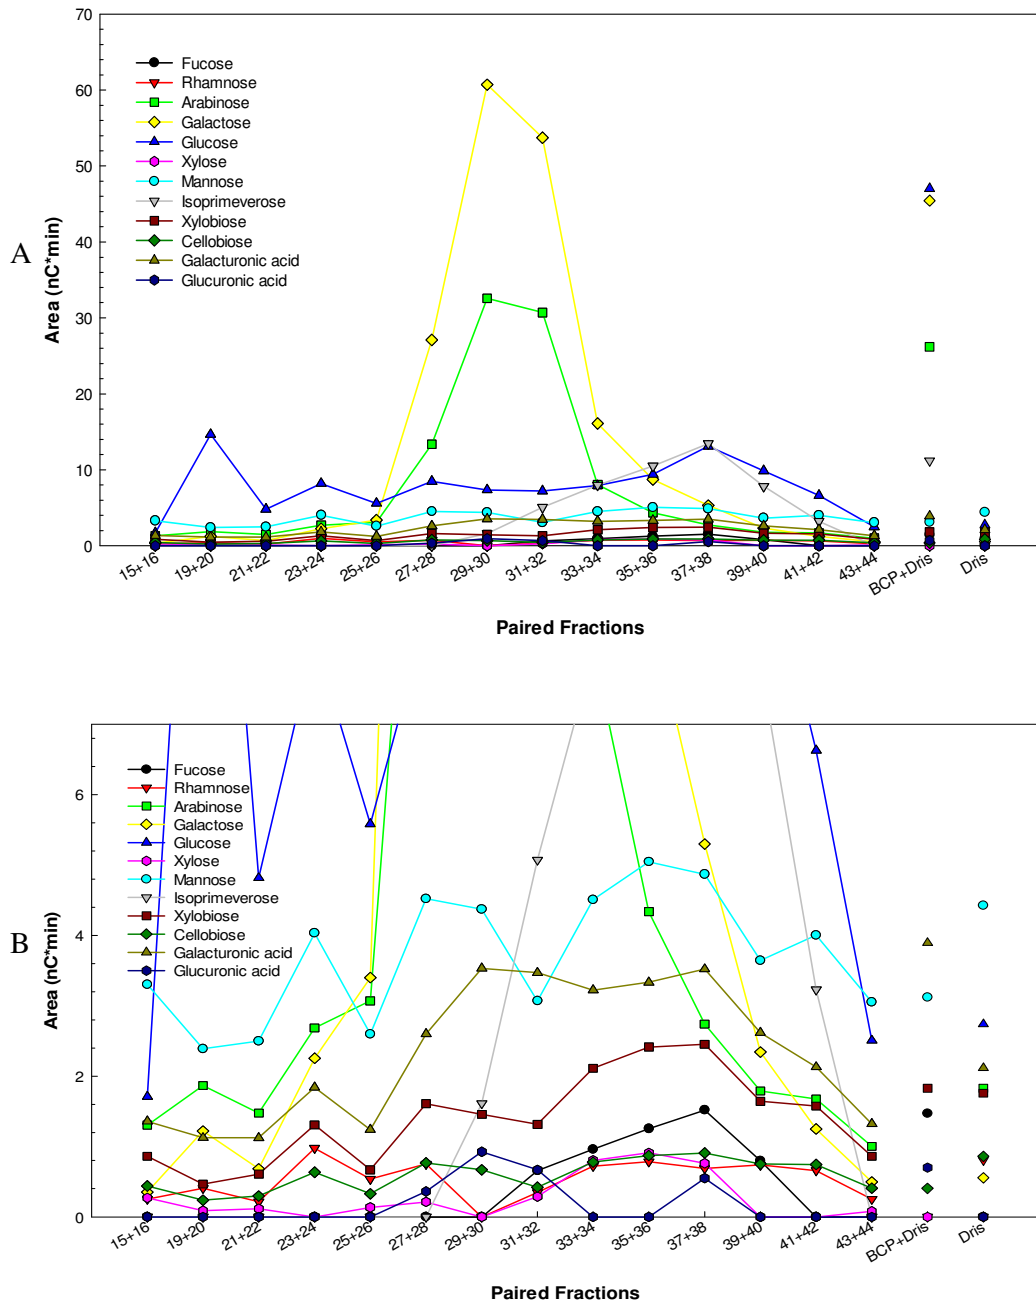 A
Area (nC*min)
70
60
50
40
30
20
10
0
Fucose
Rhamnose
Arabinose
Galactose
Glucose
Xylose
Mannose
Isoprimeverose
Xylobiose
Cellobiose
Galacturonic acid
Glucuronic acid
15+16
19+20
21+22
23+24
25+26
27+28
29+30
31+32
33+34
35+36
37+38
39+40
41+42
43+44
BCP+Dris
Dris
Paired Fractions
B
Area (nC*min)
6
4
2
0
Fucose
Rhamnose
Arabinose
Galactose
Glucose
Xylose
Mannose
Isoprimeverose
Xylobiose
Cellobiose
Galacturonic acid
Glucuronic acid
15+16
19+20
21+22
23+24
25+26
27+28
29+30
31+32
33+34
35+36
37+38
39+40
41+42
43+44
BCP+Dris
Dris
Paired Fractions